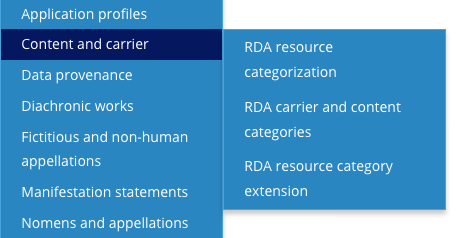 Application profiles
Content and carrier
Data provenance
Diachronic works
Fictitious and non-human
appellations
Manifestation statements
Nomens and appellations
RDA resource
categorization
RDA carrier and content
categories
RDA resource category
extension